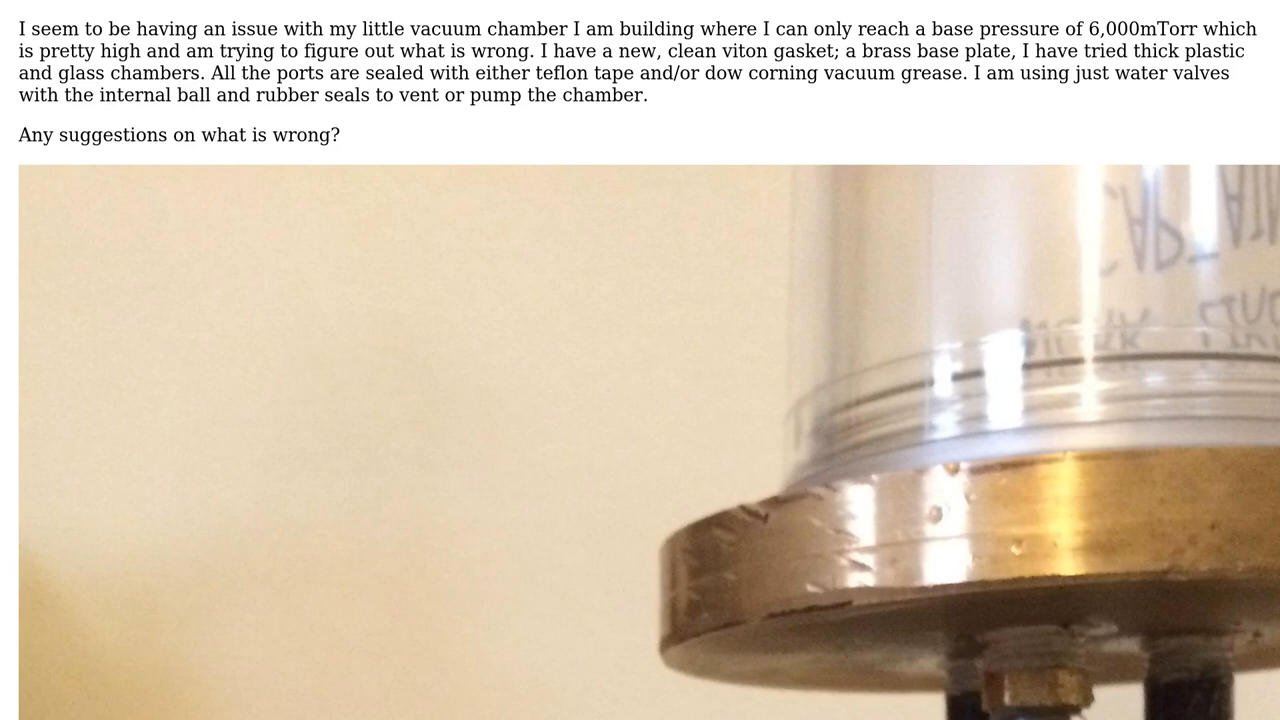 I seem to be having an issue with my little vacuum chamber I am building where I can only reach a base pressure of 6,000mTorr which
is pretty high and am trying to figure out what is wrong. I have a new, clean viton gasket; a brass base plate, I have tried thick plastic
and glass chambers. All the ports are sealed with either teflon tape and/or dow corning vacuum grease. I am using just water valves
with the internal ball and rubber seals to vent or pump the chamber.
Any suggestions on what is wrong?